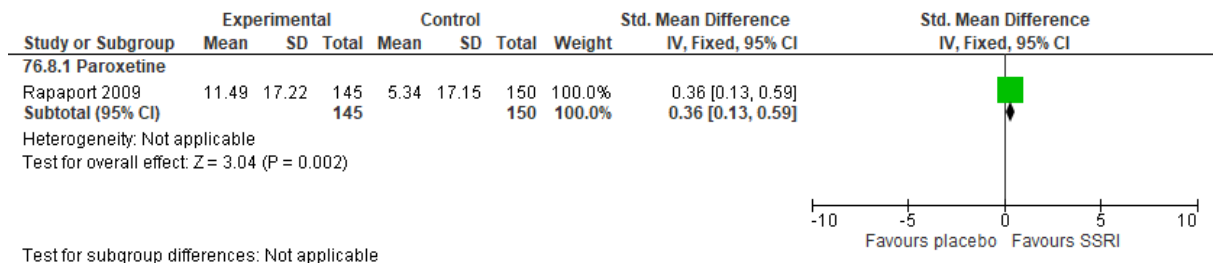 Experimental Control Std. Mean Difference Std. Mean Difference
Study or Subgroup Mean SD Total Mean SD Total Weight IV, Fixed, 95% CI IV, Fixed, 95% CI
76.8.1 Paroxetine
Rapaport 2009 11.49 17.22 145 5.34 17.15 150 100.0% 0.36 [0.13, 0.59]
Subtotal (95% CI) 145 150 100.0% 0.36 [0.13, 0.59]
Heterogeneity: Not applicable
Test for overall effect: Z = 3.04 (P = 0.002)
-10 -5 0 5 10
Favours placebo Favours SSRI
Test for subgroup differences: Not applicable